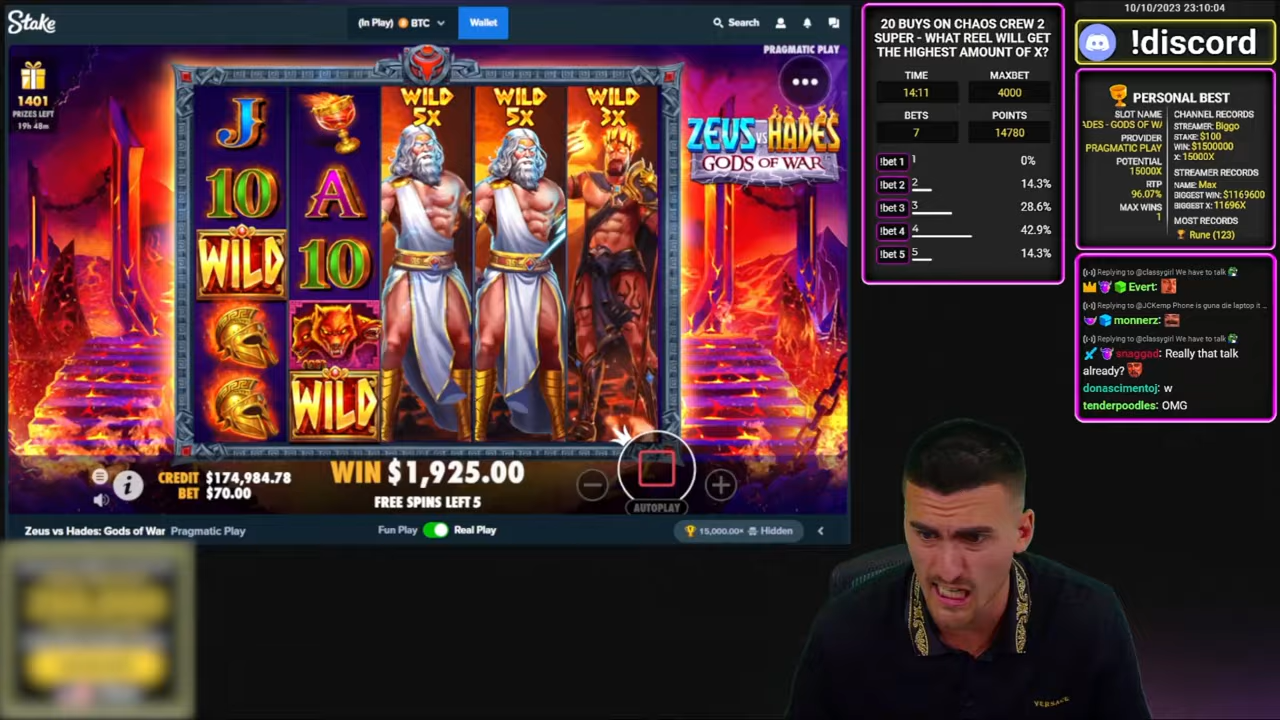 Stake
(In Play) BTC
Wallet
Search
PRAGMATIC PLAY
1401
PRIZES LEFT
19h 48m
J
10
WILD
A
10
WILD
WILD
5X
WILD
5X
WILD
3X
ZEUS VS HADES
GODS OF WAR
CREDIT $174,984.78
BET $70.00
WIN $1,925.00
FREE SPINS LEFT 5
AUTOPLAY
Zeus vs Hades: Gods of War Pragmatic Play
Fun Play Real Play
15,000.00× Hidden
20 BUYS ON CHAOS CREW 2
SUPER - WHAT REEL WILL GET
THE HIGHEST AMOUNT OF X?
TIME MAXBET
14:11 4000
BETS POINTS
7 14780
!bet 1 1 0%
!bet 2 2 14.3%
!bet 3 3 28.6%
!bet 4 4 42.9%
!bet 5 5 14.3%
10/10/2023 23:10:04
!discord
PERSONAL BEST
SLOT NAME
ADES - GODS OF W
PROVIDER
PRAGMATIC PLAY
POTENTIAL
15000X
RTP
96.07%
MAX WINS
1
CHANNEL RECORDS
STREAMER: Biggo
STAKE: $100
WIN: $1500000
X: 15000X
STREAMER RECORDS
NAME: Max
BIGGEST WIN: $1169600
BIGGEST X: 11696X
MOST RECORDS
Rune (123)
Replying to @classygirl We have to talk
Evert:
Replying to @JCKemp Phone is guna die laptop it ...
monnerz:
Replying to @classygirl We have to talk
snaggad: Really that talk
already?
donascimentoj: w
tenderpoodles: OMG
VERSACE